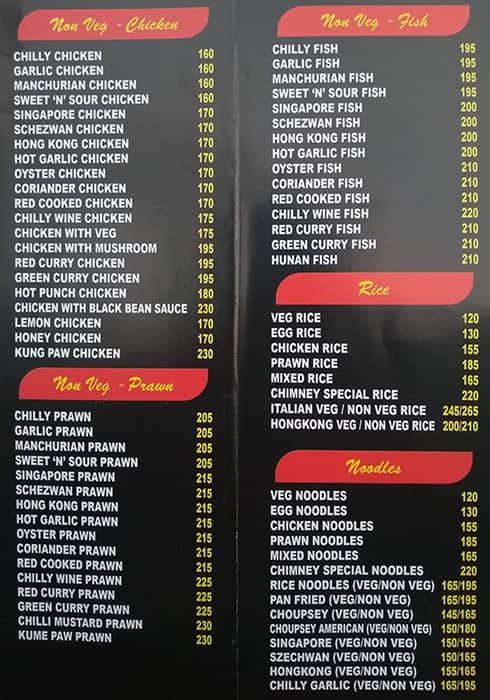 Non Veg - Chicken
CHILLY CHICKEN 160
GARLIC CHICKEN 160
MANCHURIAN CHICKEN 160
SWEET 'N' SOUR CHICKEN 160
SINGAPORE CHICKEN 170
SCHEZWAN CHICKEN 170
HONG KONG CHICKEN 170
HOT GARLIC CHICKEN 170
OYSTER CHICKEN 170
CORIANDER CHICKEN 170
RED COOKED CHICKEN 170
CHILLY WINE CHICKEN 175
CHICKEN WITH VEG 175
CHICKEN WITH MUSHROOM 195
RED CURRY CHICKEN 195
GREEN CURRY CHICKEN 195
HOT PUNCH CHICKEN 180
CHICKEN WITH BLACK BEAN SAUCE 230
LEMON CHICKEN 170
HONEY CHICKEN 170
KUNG PAW CHICKEN 230
Non Veg - Prawn
CHILLY PRAWN 205
GARLIC PRAWN 205
MANCHURIAN PRAWN 205
SWEET 'N' SOUR PRAWN 205
SINGAPORE PRAWN 215
SCHEZWAN PRAWN 215
HONG KONG PRAWN 215
HOT GARLIC PRAWN 215
OYSTER PRAWN 215
CORIANDER PRAWN 215
RED COOKED PRAWN 215
CHILLY WINE PRAWN 225
RED CURRY PRAWN 225
GREEN CURRY PRAWN 225
CHILLI MUSTARD PRAWN 230
KUME PAW PRAWN 230
Non Veg - Fish
CHILLY FISH 195
GARLIC FISH 195
MANCHURIAN FISH 195
SWEET 'N' SOUR FISH 195
SINGAPORE FISH 200
SCHEZWAN FISH 200
HONG KONG FISH 200
HOT GARLIC FISH 200
OYSTER FISH 210
CORIANDER FISH 210
RED COOKED FISH 210
CHILLY WINE FISH 220
RED CURRY FISH 210
GREEN CURRY FISH 210
HUNAN FISH 210
Rice
VEG RICE 120
EGG RICE 130
CHICKEN RICE 155
PRAWN RICE 185
MIXED RICE 165
CHIMNEY SPECIAL RICE 220
ITALIAN VEG / NON VEG RICE 245/265
HONGKONG VEG / NON VEG RICE 200/210
Noodles
VEG NOODLES 120
EGG NOODLES 130
CHICKEN NOODLES 155
PRAWN NOODLES 185
MIXED NOODLES 165
CHIMNEY SPECIAL NOODLES 220
RICE NOODLES (VEG/NON VEG) 165/195
PAN FRIED (VEG/NON VEG) 165/195
CHOUPSEY (VEG/NON VEG) 145/165
CHOUPSEY AMERICAN (VEG/NON VEG) 150/180
SINGAPORE (VEG/NON VEG) 150/165
SZECHWAN (VEG/NON VEG) 150/165
HONGKONG (VEG/NON VEG) 155/165
CHILLY GARLIC (VEG/NON VEG) 165/195